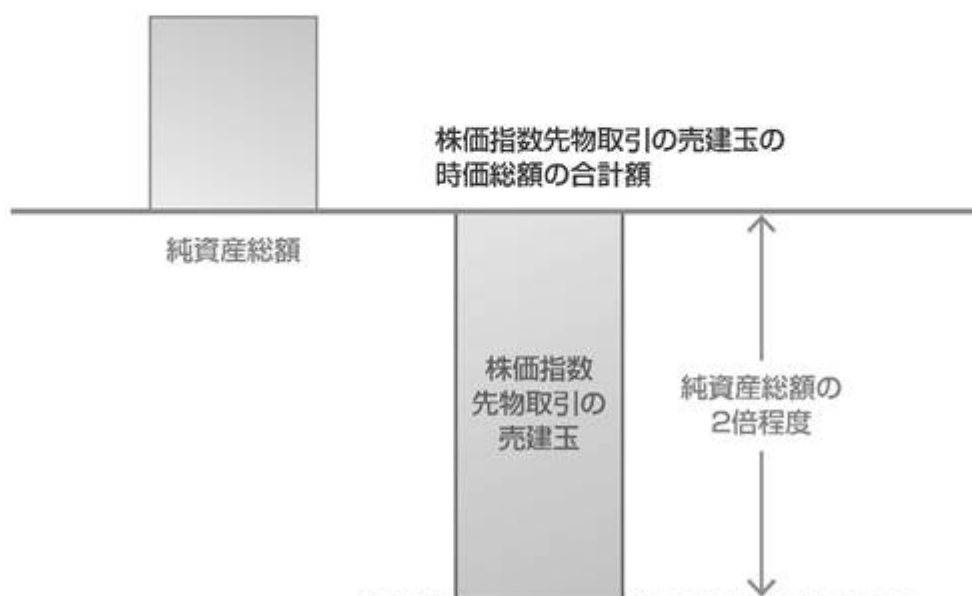 株価指数先物取引の売建玉の
時価総額の合計額
純資産総額
株価指数
先物取引の
売建玉
純資産総額の
2倍程度